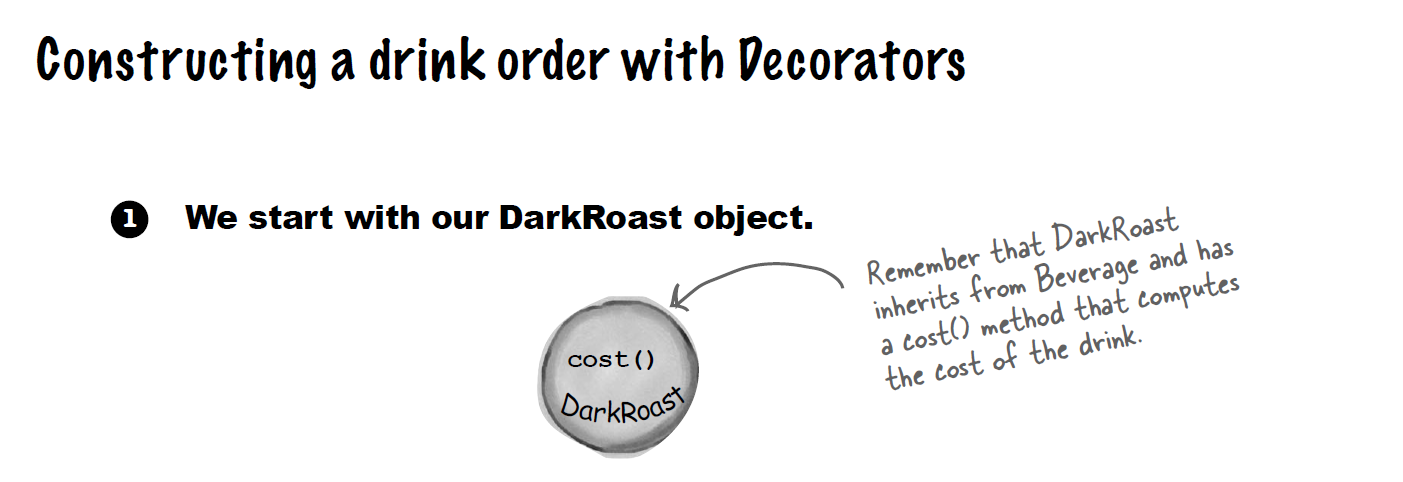 Constructing a drink order with Decorators
1 We start with our DarkRoast object.
Remember that DarkRoast
inherits from Beverage and has
a cost() method that computes
the cost of the drink.
cost()
DarkRoast